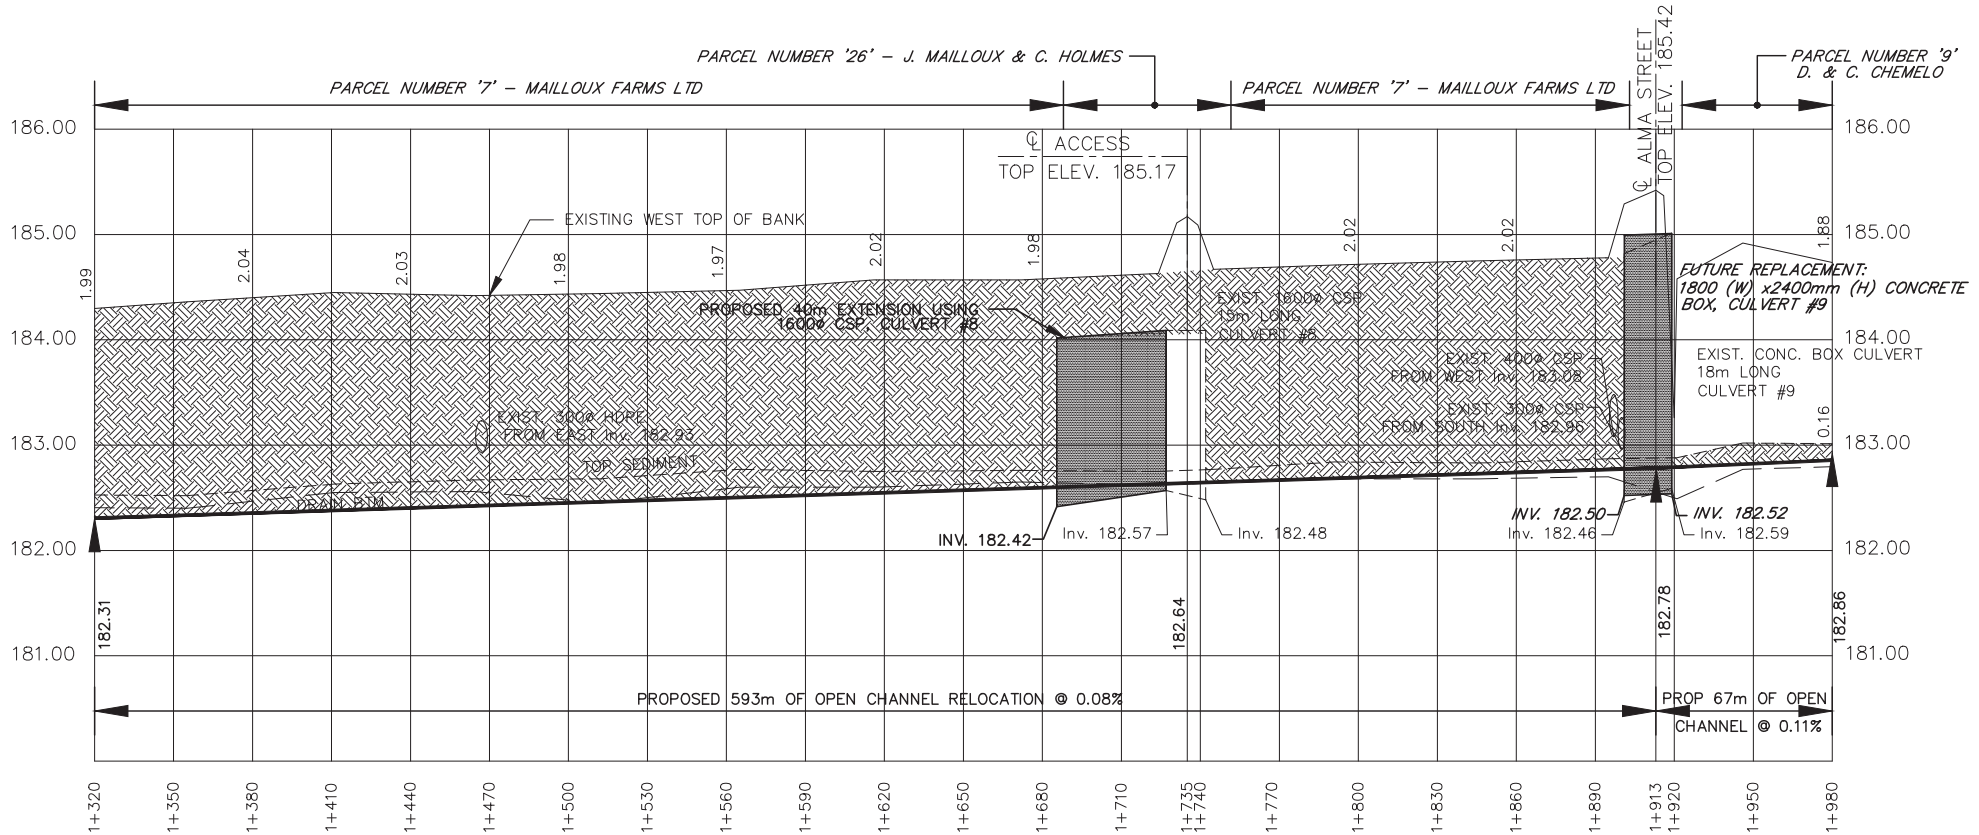 PARCEL NUMBER '26' – J. MAILLOUX & C. HOLMES
PARCEL NUMBER '9'
D. & C. CHEMELO
PARCEL NUMBER '7' – MAILLOUX FARMS LTD
PARCEL NUMBER '7' – MAILLOUX FARMS LTD
℄ ALMA STREET
TOP ELEV. 185.42
186.00
186.00
℄ ACCESS
TOP ELEV. 185.17
EXISTING WEST TOP OF BANK
185.00
185.00
1.99
2.04
2.03
1.98
1.97
2.02
1.98
2.02
2.02
1.88
FUTURE REPLACEMENT:
1800 (W) x2400mm (H) CONCRETE
BOX, CULVERT #9
PROPOSED 40m EXTENSION USING
1600ø CSP, CULVERT #8
EXIST. 1600ø CSP
15m LONG
CULVERT #8
184.00
184.00
EXIST. 400ø CSP
FROM WEST Inv. 183.08
EXIST. CONC. BOX CULVERT
18m LONG
CULVERT #9
EXIST. 300ø HDPE
FROM EAST Inv. 182.93
EXIST. 300ø CSP
FROM SOUTH Inv. 182.96
0.16
183.00
183.00
TOP SEDIMENT
DRAIN BTM
INV. 182.42
Inv. 182.57
Inv. 182.48
INV. 182.50
Inv. 182.46
INV. 182.52
Inv. 182.59
182.00
182.00
182.31
182.64
182.78
182.86
181.00
181.00
PROPOSED 593m OF OPEN CHANNEL RELOCATION @ 0.08%
PROP 67m OF OPEN
CHANNEL @ 0.11%
1+320
1+350
1+380
1+410
1+440
1+470
1+500
1+530
1+560
1+590
1+620
1+650
1+680
1+710
1+735
1+740
1+770
1+800
1+830
1+860
1+890
1+913
1+920
1+950
1+980